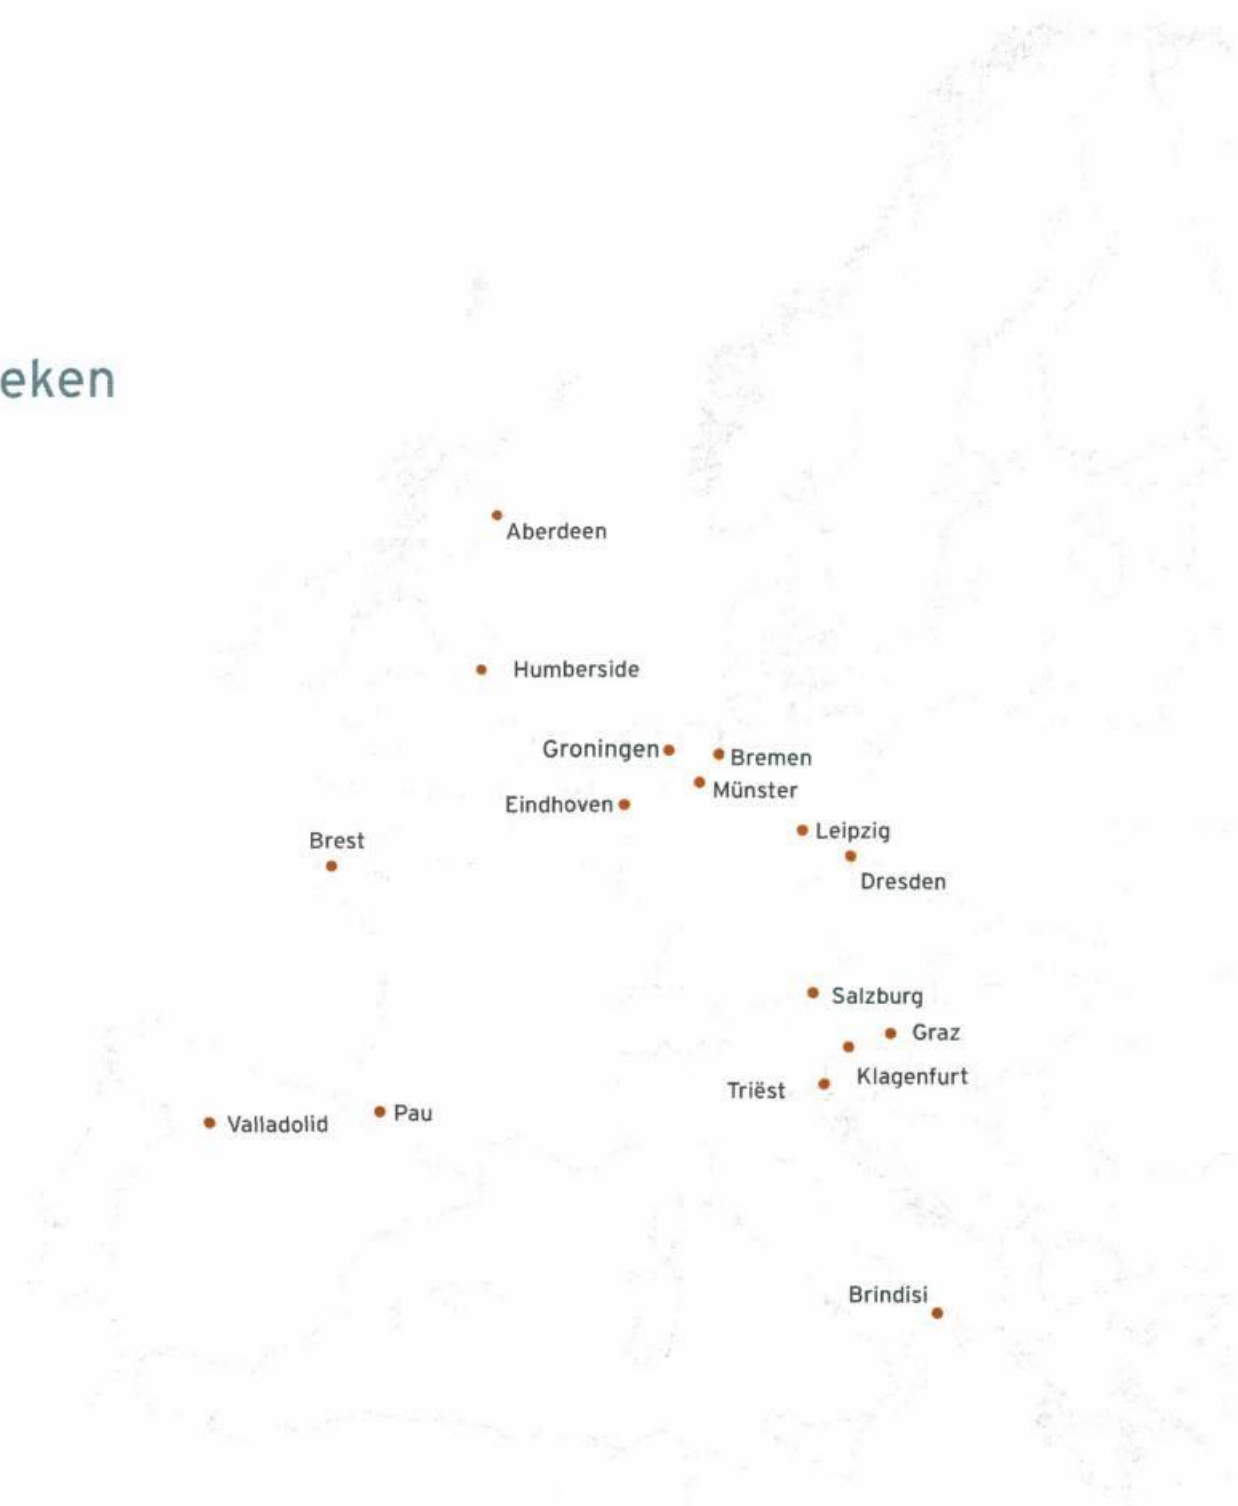 eken
Aberdeen
Humberside
Groningen
Bremen
Münster
Eindhoven
Leipzig
Brest
Dresden
Salzburg
Graz
Klagenfurt
Triëst
Pau
Valladolid
Brindisi